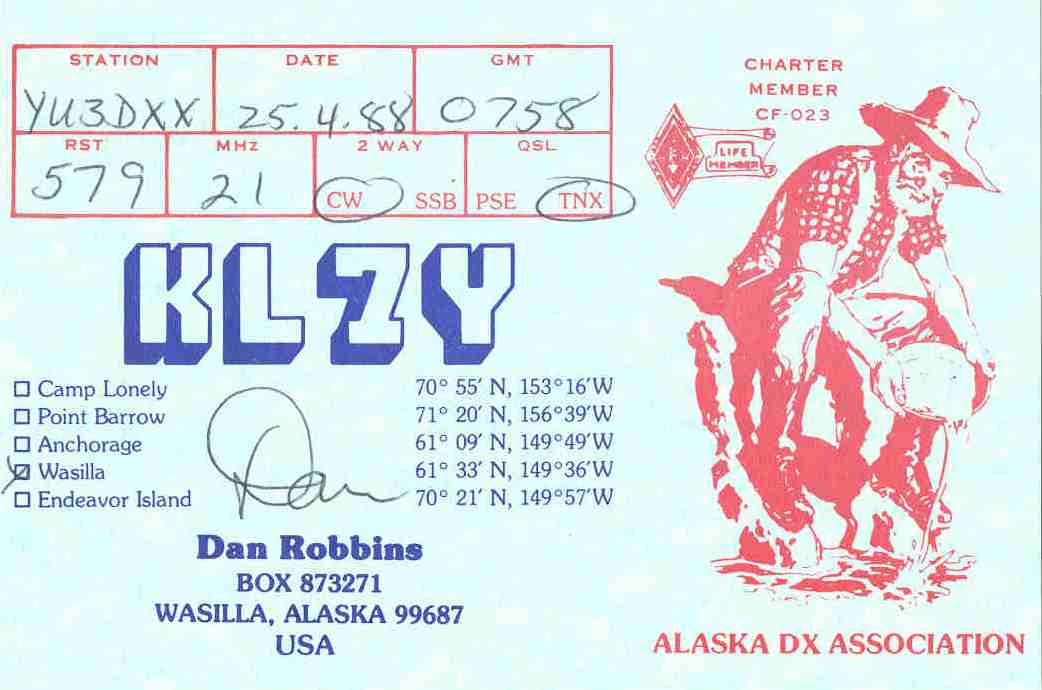 STATION DATE GMT
YU3DXX 25.4.88 0758
RST MHZ 2 WAY QSL
579 21 CW SSB PSE TNX
KL7Y
☐ Camp Lonely 70° 55′ N, 153°16′W
☐ Point Barrow 71° 20′ N, 156°39′W
☐ Anchorage 61° 09′ N, 149°49′W
☒ Wasilla 61° 33′ N, 149°36′W
☐ Endeavor Island 70° 21′ N, 149°57′W
Dan
Dan Robbins
BOX 873271
WASILLA, ALASKA 99687
USA
CHARTER
MEMBER
CF-023
LIFE
MEMBER
ALASKA DX ASSOCIATION